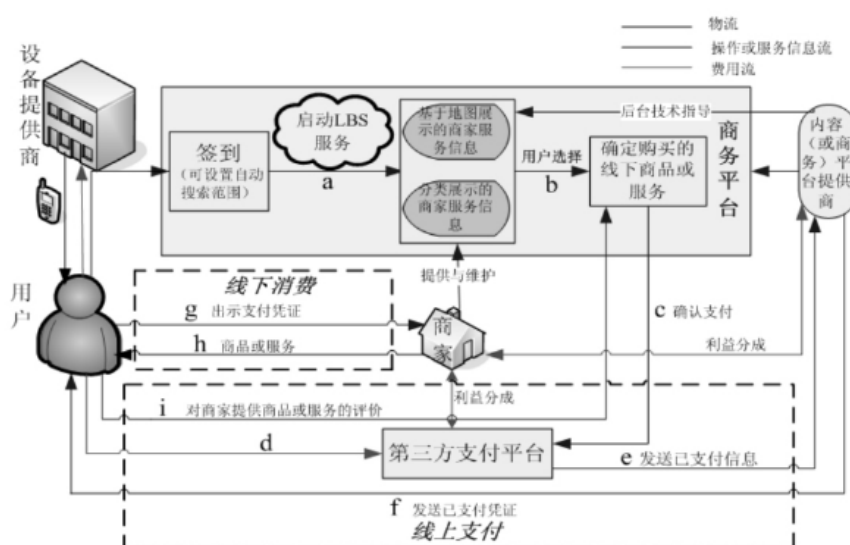 物流
操作或服务信息流
费用流
设备提供商
商务平台
签到
（可设置自动
搜索范围）
启动LBS
服务
a
基于地图展
示的商家服
务信息
分类展示的
商家服务信
息
用户选择
b
确定购买的
线下商品或
服务
后台技术指导
内容
（或商
务）平
台提供
商
用户
线下消费
g 出示支付凭证
h 商品或服务
提供与维护
商家
c 确认支付
利益分成
利益分成
i 对商家提供商品或服务的评价
d
第三方支付平台
e 发送已支付信息
f 发送已支付凭证
线上支付